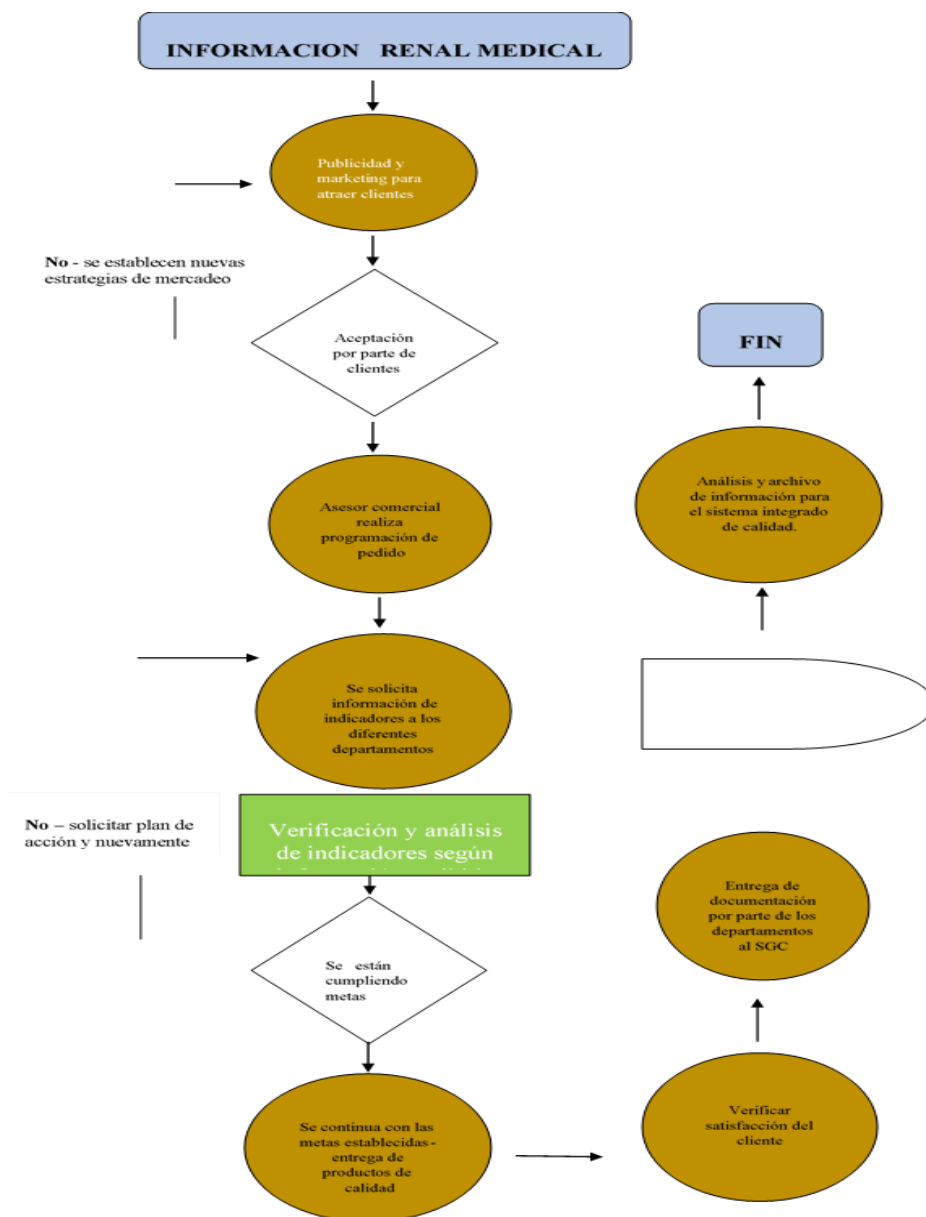 INFORMACION RENAL MEDICAL
Publicidad y
marketing para
atraer clientes
No - se establecen nuevas
estrategias de mercadeo
Aceptación
por parte de
clientes
Asesor comercial
realiza
programación de
pedido
Se solicita
información de
indicadores a los
diferentes
departamentos
No – solicitar plan de
acción y nuevamente
Verificación y análisis
de indicadores según
Se están
cumpliendo
metas
Se continua con las
metas establecidas-
entrega de
productos de
calidad
Verificar
satisfacción del
cliente
Entrega de
documentación
por parte de los
departamentos
al SGC
Análisis y archivo
de información para
el sistema integrado
de calidad.
FIN